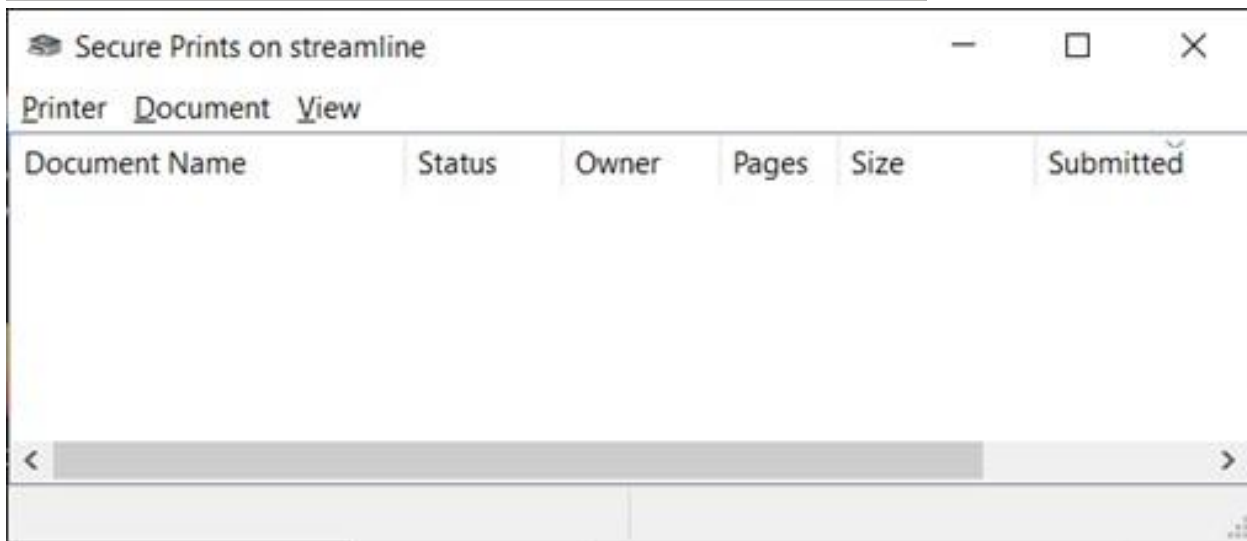 Secure Prints on streamline
Printer Document View
Document Name Status Owner Pages Size Submitted